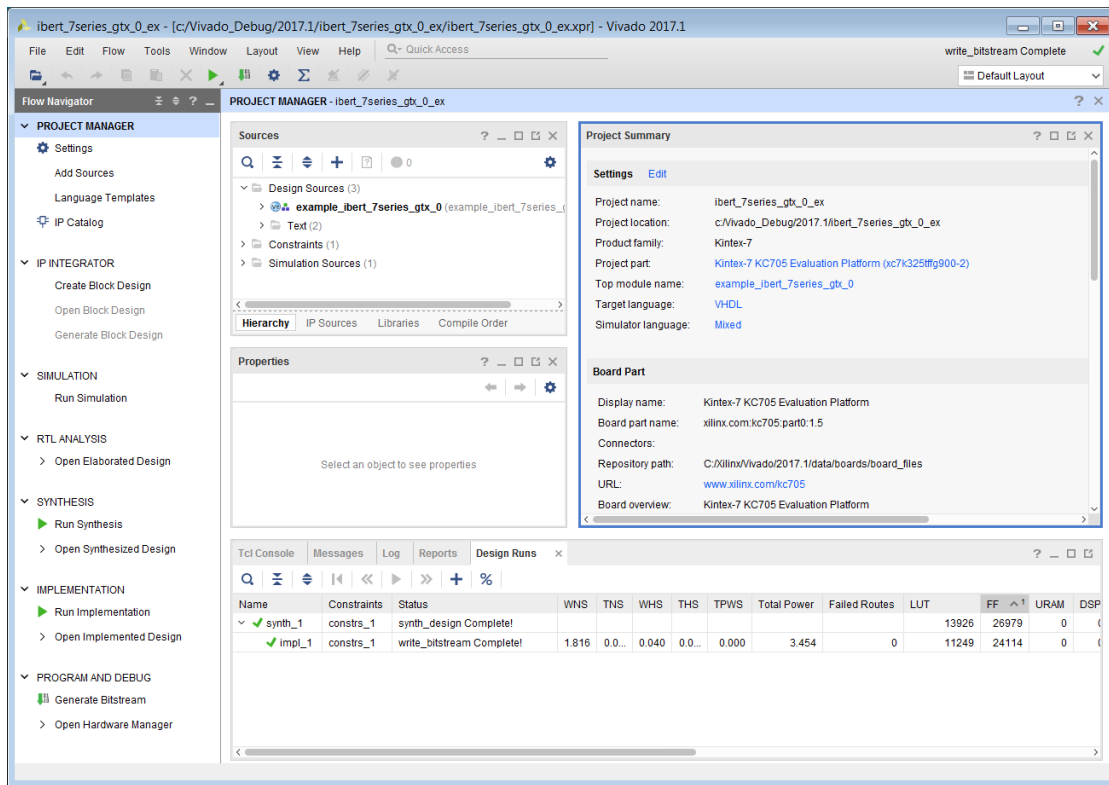 ibert_7series_gtx_0_ex - [c:/Vivado_Debug/2017.1/ibert_7series_gtx_0_ex/ibert_7series_gtx_0_ex.xpr] - Vivado 2017.1
File Edit Flow Tools Window Layout View Help Quick Access write_bitstream Complete
Default Layout
Flow Navigator
PROJECT MANAGER
Settings
Add Sources
Language Templates
IP Catalog
IP INTEGRATOR
Create Block Design
Open Block Design
Generate Block Design
SIMULATION
Run Simulation
RTL ANALYSIS
Open Elaborated Design
SYNTHESIS
Run Synthesis
Open Synthesized Design
IMPLEMENTATION
Run Implementation
Open Implemented Design
PROGRAM AND DEBUG
Generate Bitstream
Open Hardware Manager
PROJECT MANAGER - ibert_7series_gtx_0_ex
Sources
0
Design Sources (3)
example_ibert_7series_gtx_0 (example_ibert_7series_
Text (2)
Constraints (1)
Simulation Sources (1)
Hierarchy IP Sources Libraries Compile Order
Properties
Select an object to see properties
Project Summary
Settings Edit
Project name: ibert_7series_gtx_0_ex
Project location: c:/Vivado_Debug/2017.1/ibert_7series_gtx_0_ex
Product family: Kintex-7
Project part: Kintex-7 KC705 Evaluation Platform (xc7k325tffg900-2)
Top module name: example_ibert_7series_gtx_0
Target language: VHDL
Simulator language: Mixed
Board Part
Display name: Kintex-7 KC705 Evaluation Platform
Board part name: xilinx.com:kc705:part0:1.5
Connectors:
Repository path: C:/Xilinx/Vivado/2017.1/data/boards/board_files
URL: www.xilinx.com/kc705
Board overview: Kintex-7 KC705 Evaluation Platform
Tcl Console Messages Log Reports Design Runs
Name Constraints Status WNS TNS WHS THS TPWS Total Power Failed Routes LUT FF 1 URAM DSP
synth_1 constrs_1 synth_design Complete! 13926 26979 0
impl_1 constrs_1 write_bitstream Complete! 1.816 0.0... 0.040 0.0... 0.000 3.454 0 11249 24114 0